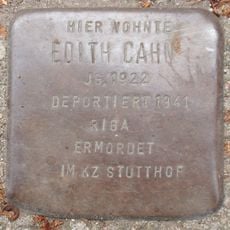 HIER WOHNTE
EDITH CAHN
JG. 1922
DEPORTIERT 1941
RIGA
ERMORDET
IM KZ STUTTHOF